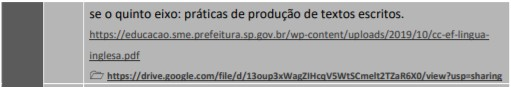 se o quinto eixo: práticas de produção de textos escritos.
https://educacao.sme.prefeitura.sp.gov.br/wp-content/uploads/2019/10/cc-ef-lingua-
inglesa.pdf
https://drive.google.com/file/d/13oup3xWagZIHcqV5WtSCmelt2TZaR6X0/view?usp=sharing